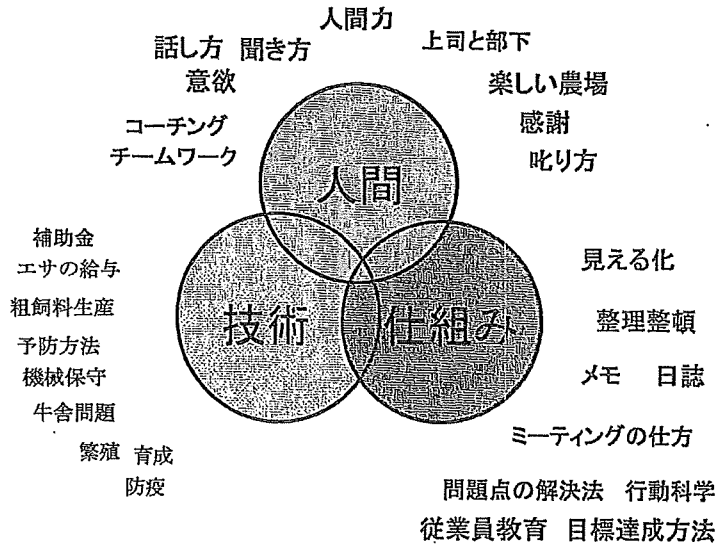 人間力
話し方 聞き方
意欲
コーチング
チームワーク
上司と部下
楽しい農場
感謝
叱り方
人間
技術
仕組み
補助金
エサの給与
粗飼料生産
予防方法
機械保守
牛舎問題
繁殖 育成
防疫
見える化
整理整頓
メモ 日誌
ミーティングの仕方
問題点の解決法 行動科学
従業員教育 目標達成方法